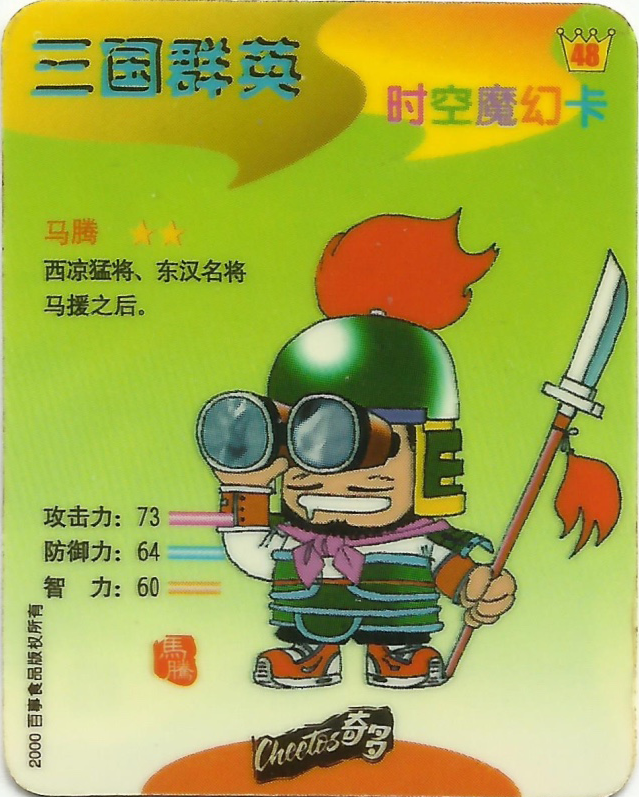 三国群英
48
时空魔幻卡
马腾
西凉猛将、东汉名将
马援之后。
攻击力：73
防御力：64
智　力：60
馬騰
2000 百事食品版权所有
Cheetos奇多